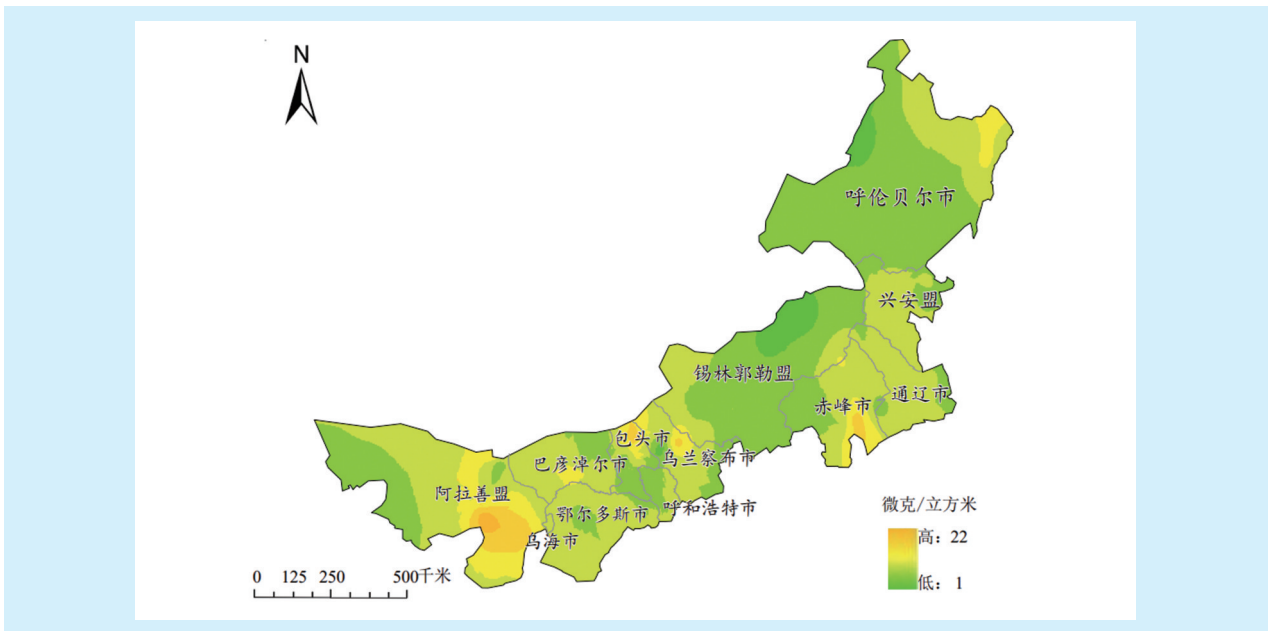 N
呼伦贝尔市
兴安盟
锡林郭勒盟
通辽市
赤峰市
包头市
乌兰察布市
巴彦淖尔市
阿拉善盟
呼和浩特市
鄂尔多斯市
乌海市
微克/立方米
高：22
低：1
0 125 250 500千米